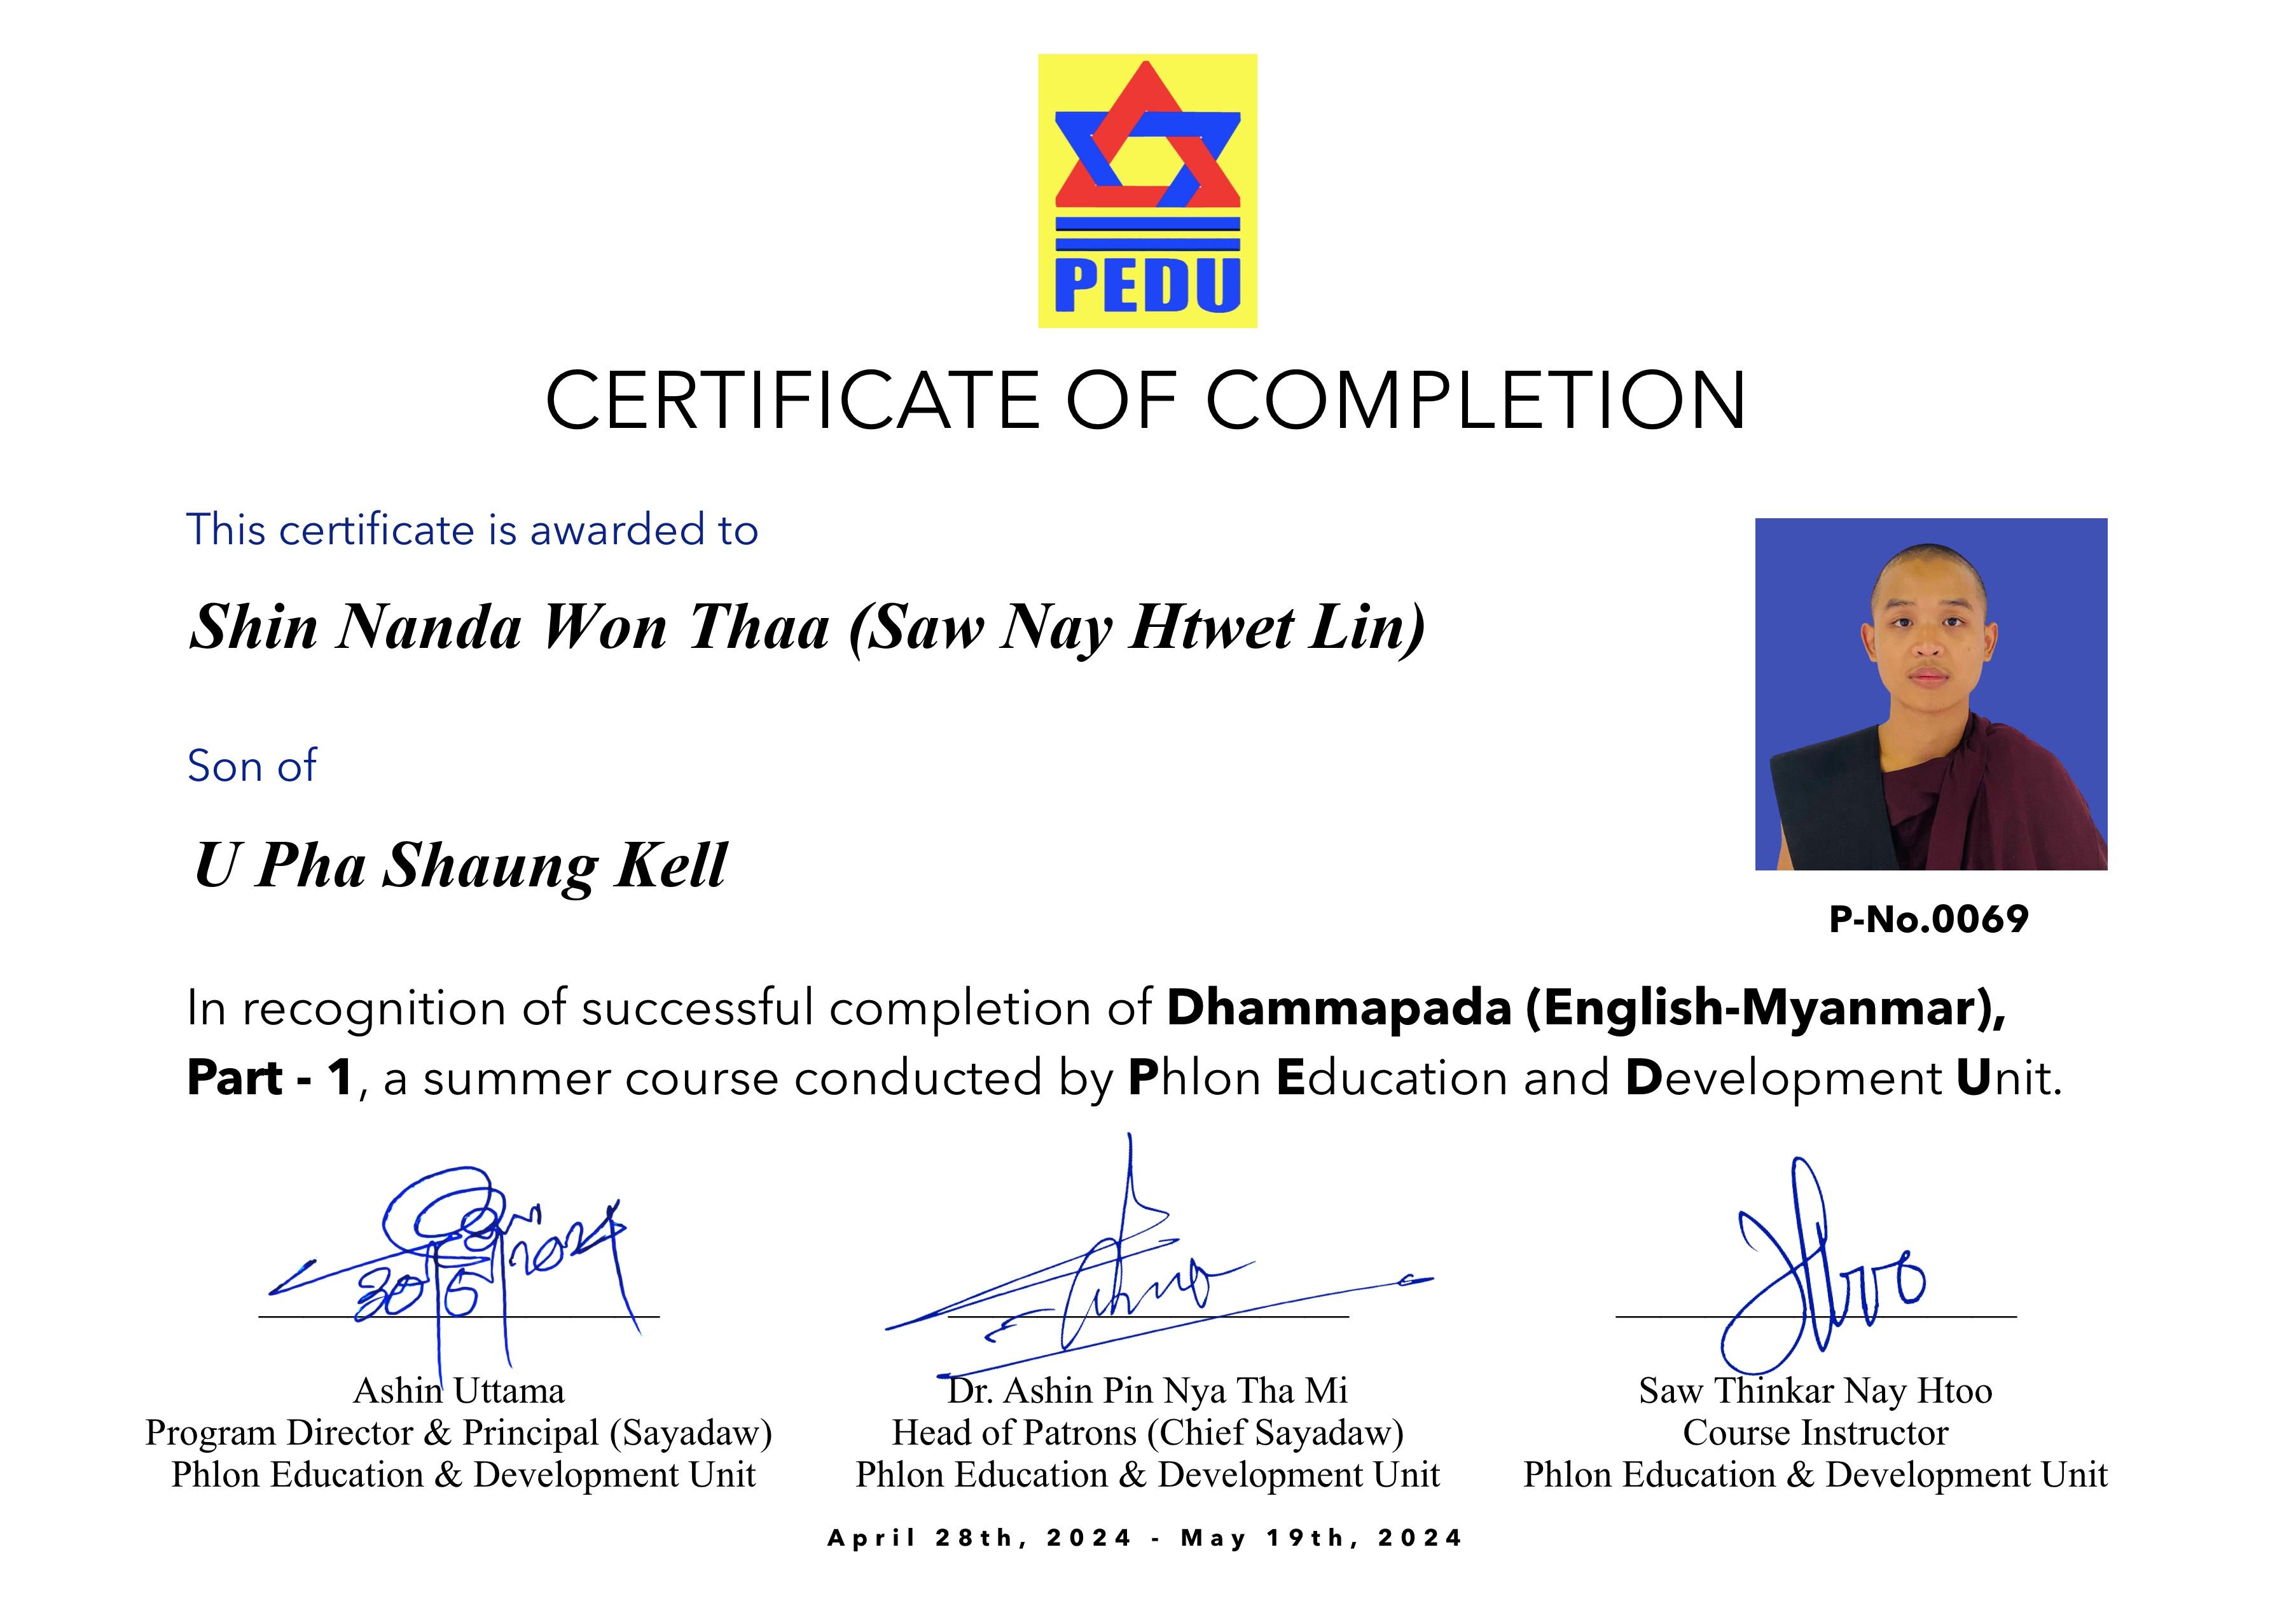 PEDU
CERTIFICATE OF COMPLETION
This certificate is awarded to
Shin Nanda Won Thaa (Saw Nay Htwet Lin)
Son of
U Pha Shaung Kell
P-No.0069
In recognition of successful completion of Dhammapada (English-Myanmar),
Part - 1, a summer course conducted by Phlon Education and Development Unit.
30/5/2024
Htoo
Ashin Uttama
Program Director & Principal (Sayadaw)
Phlon Education & Development Unit
Dr. Ashin Pin Nya Tha Mi
Head of Patrons (Chief Sayadaw)
Phlon Education & Development Unit
Saw Thinkar Nay Htoo
Course Instructor
Phlon Education & Development Unit
April 28th, 2024 - May 19th, 2024